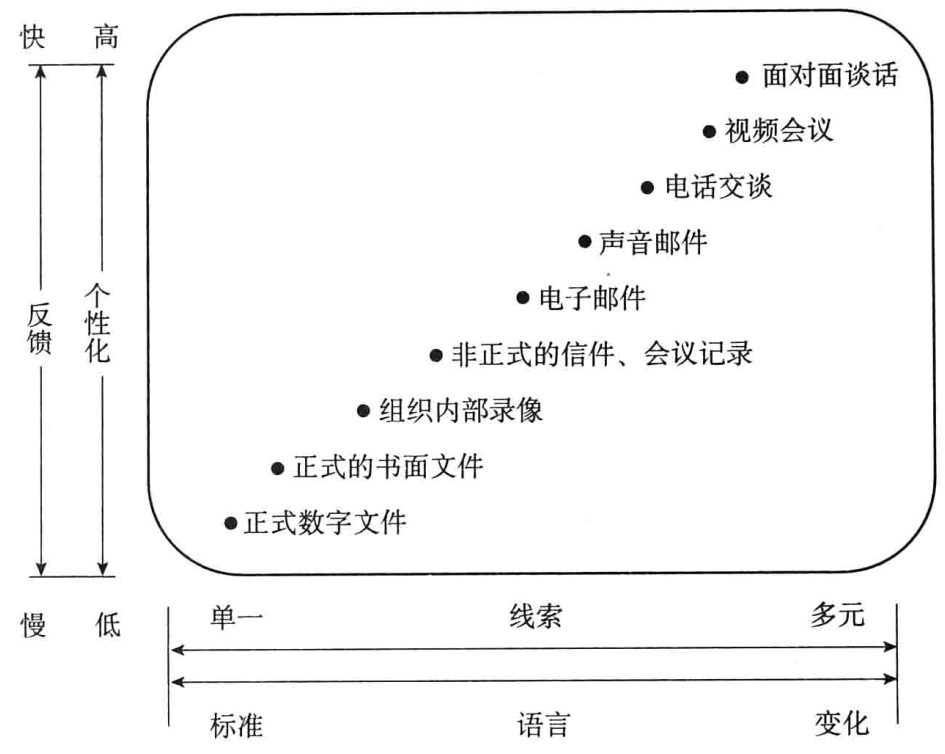 快 高
面对面谈话
视频会议
电话交谈
声音邮件
电子邮件
反馈
个性化
非正式的信件、会议记录
组织内部录像
正式的书面文件
正式数字文件
慢 低
单一 线索 多元
标准 语言 变化